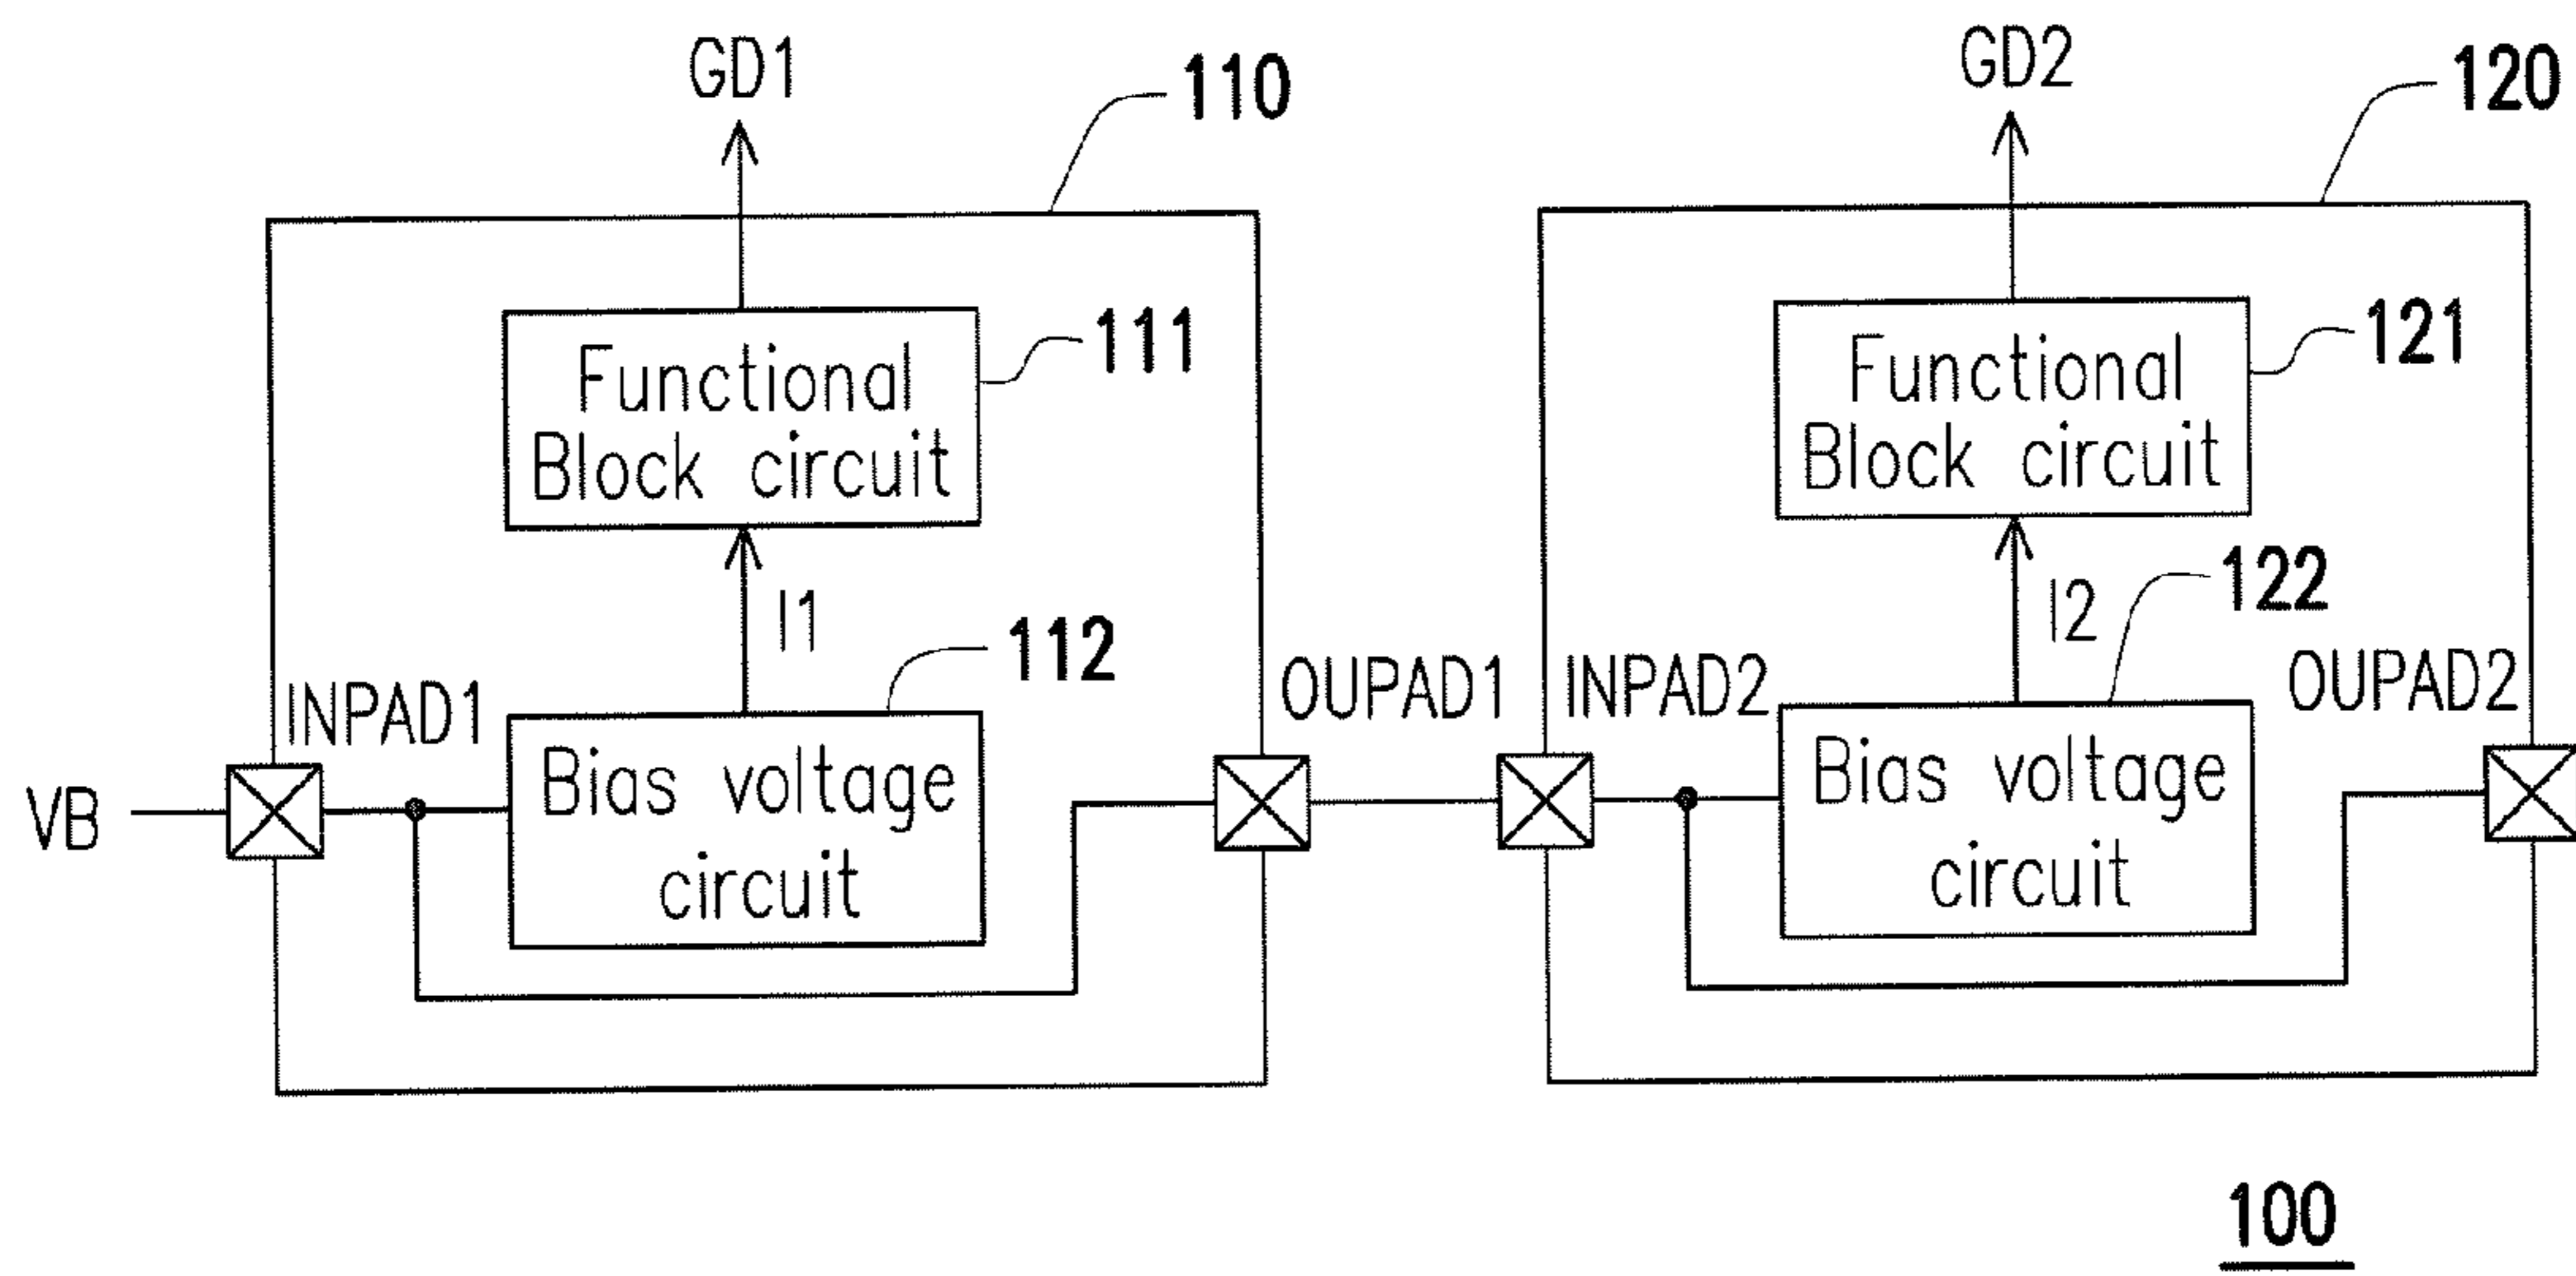 GD1
110
GD2
120
Functional
Block circuit
111
Functional
Block circuit
121
I1
112
I2
122
INPAD1
OUPAD1
INPAD2
OUPAD2
VB
Bias voltage
circuit
Bias voltage
circuit
100